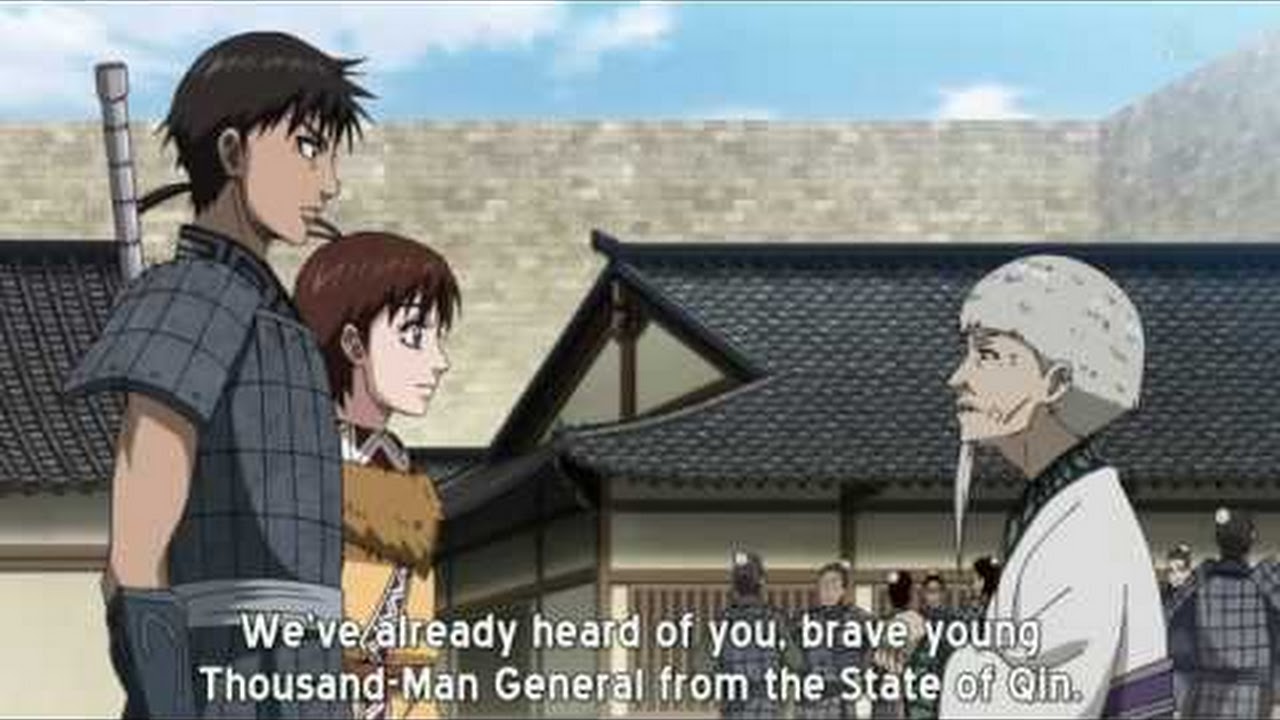 We've already heard of you, brave young
Thousand-Man General from the State of Qin.